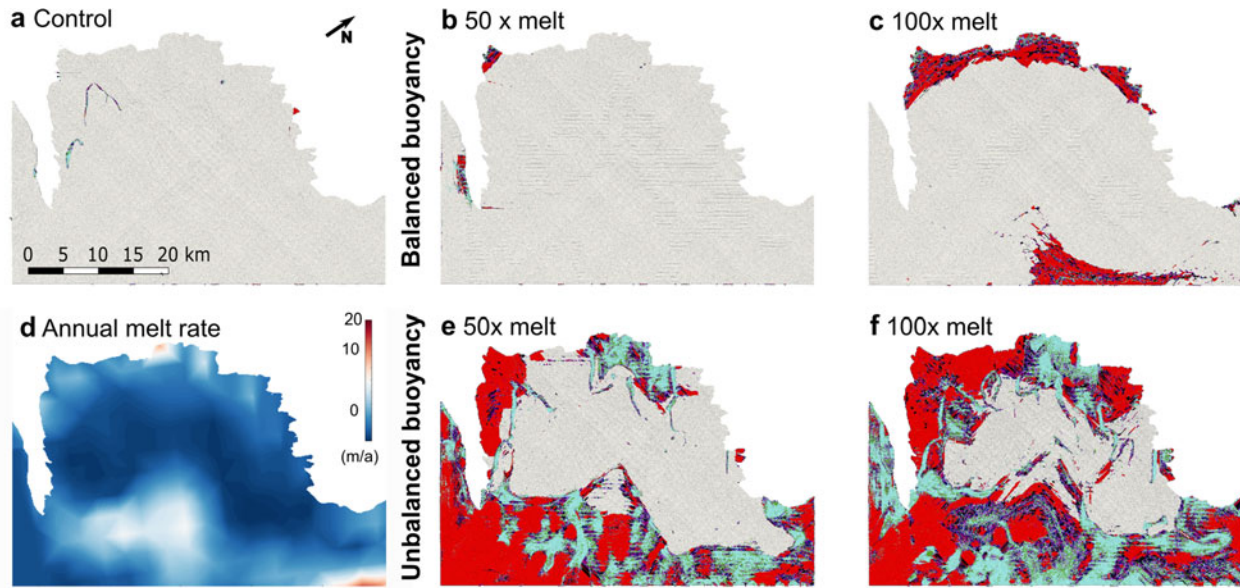 a Control
N
b 50 x melt
c 100x melt
Balanced buoyancy
0 5 10 15 20 km
d Annual melt rate
20
10
0
(m/a)
Unbalanced buoyancy
e 50x melt
f 100x melt